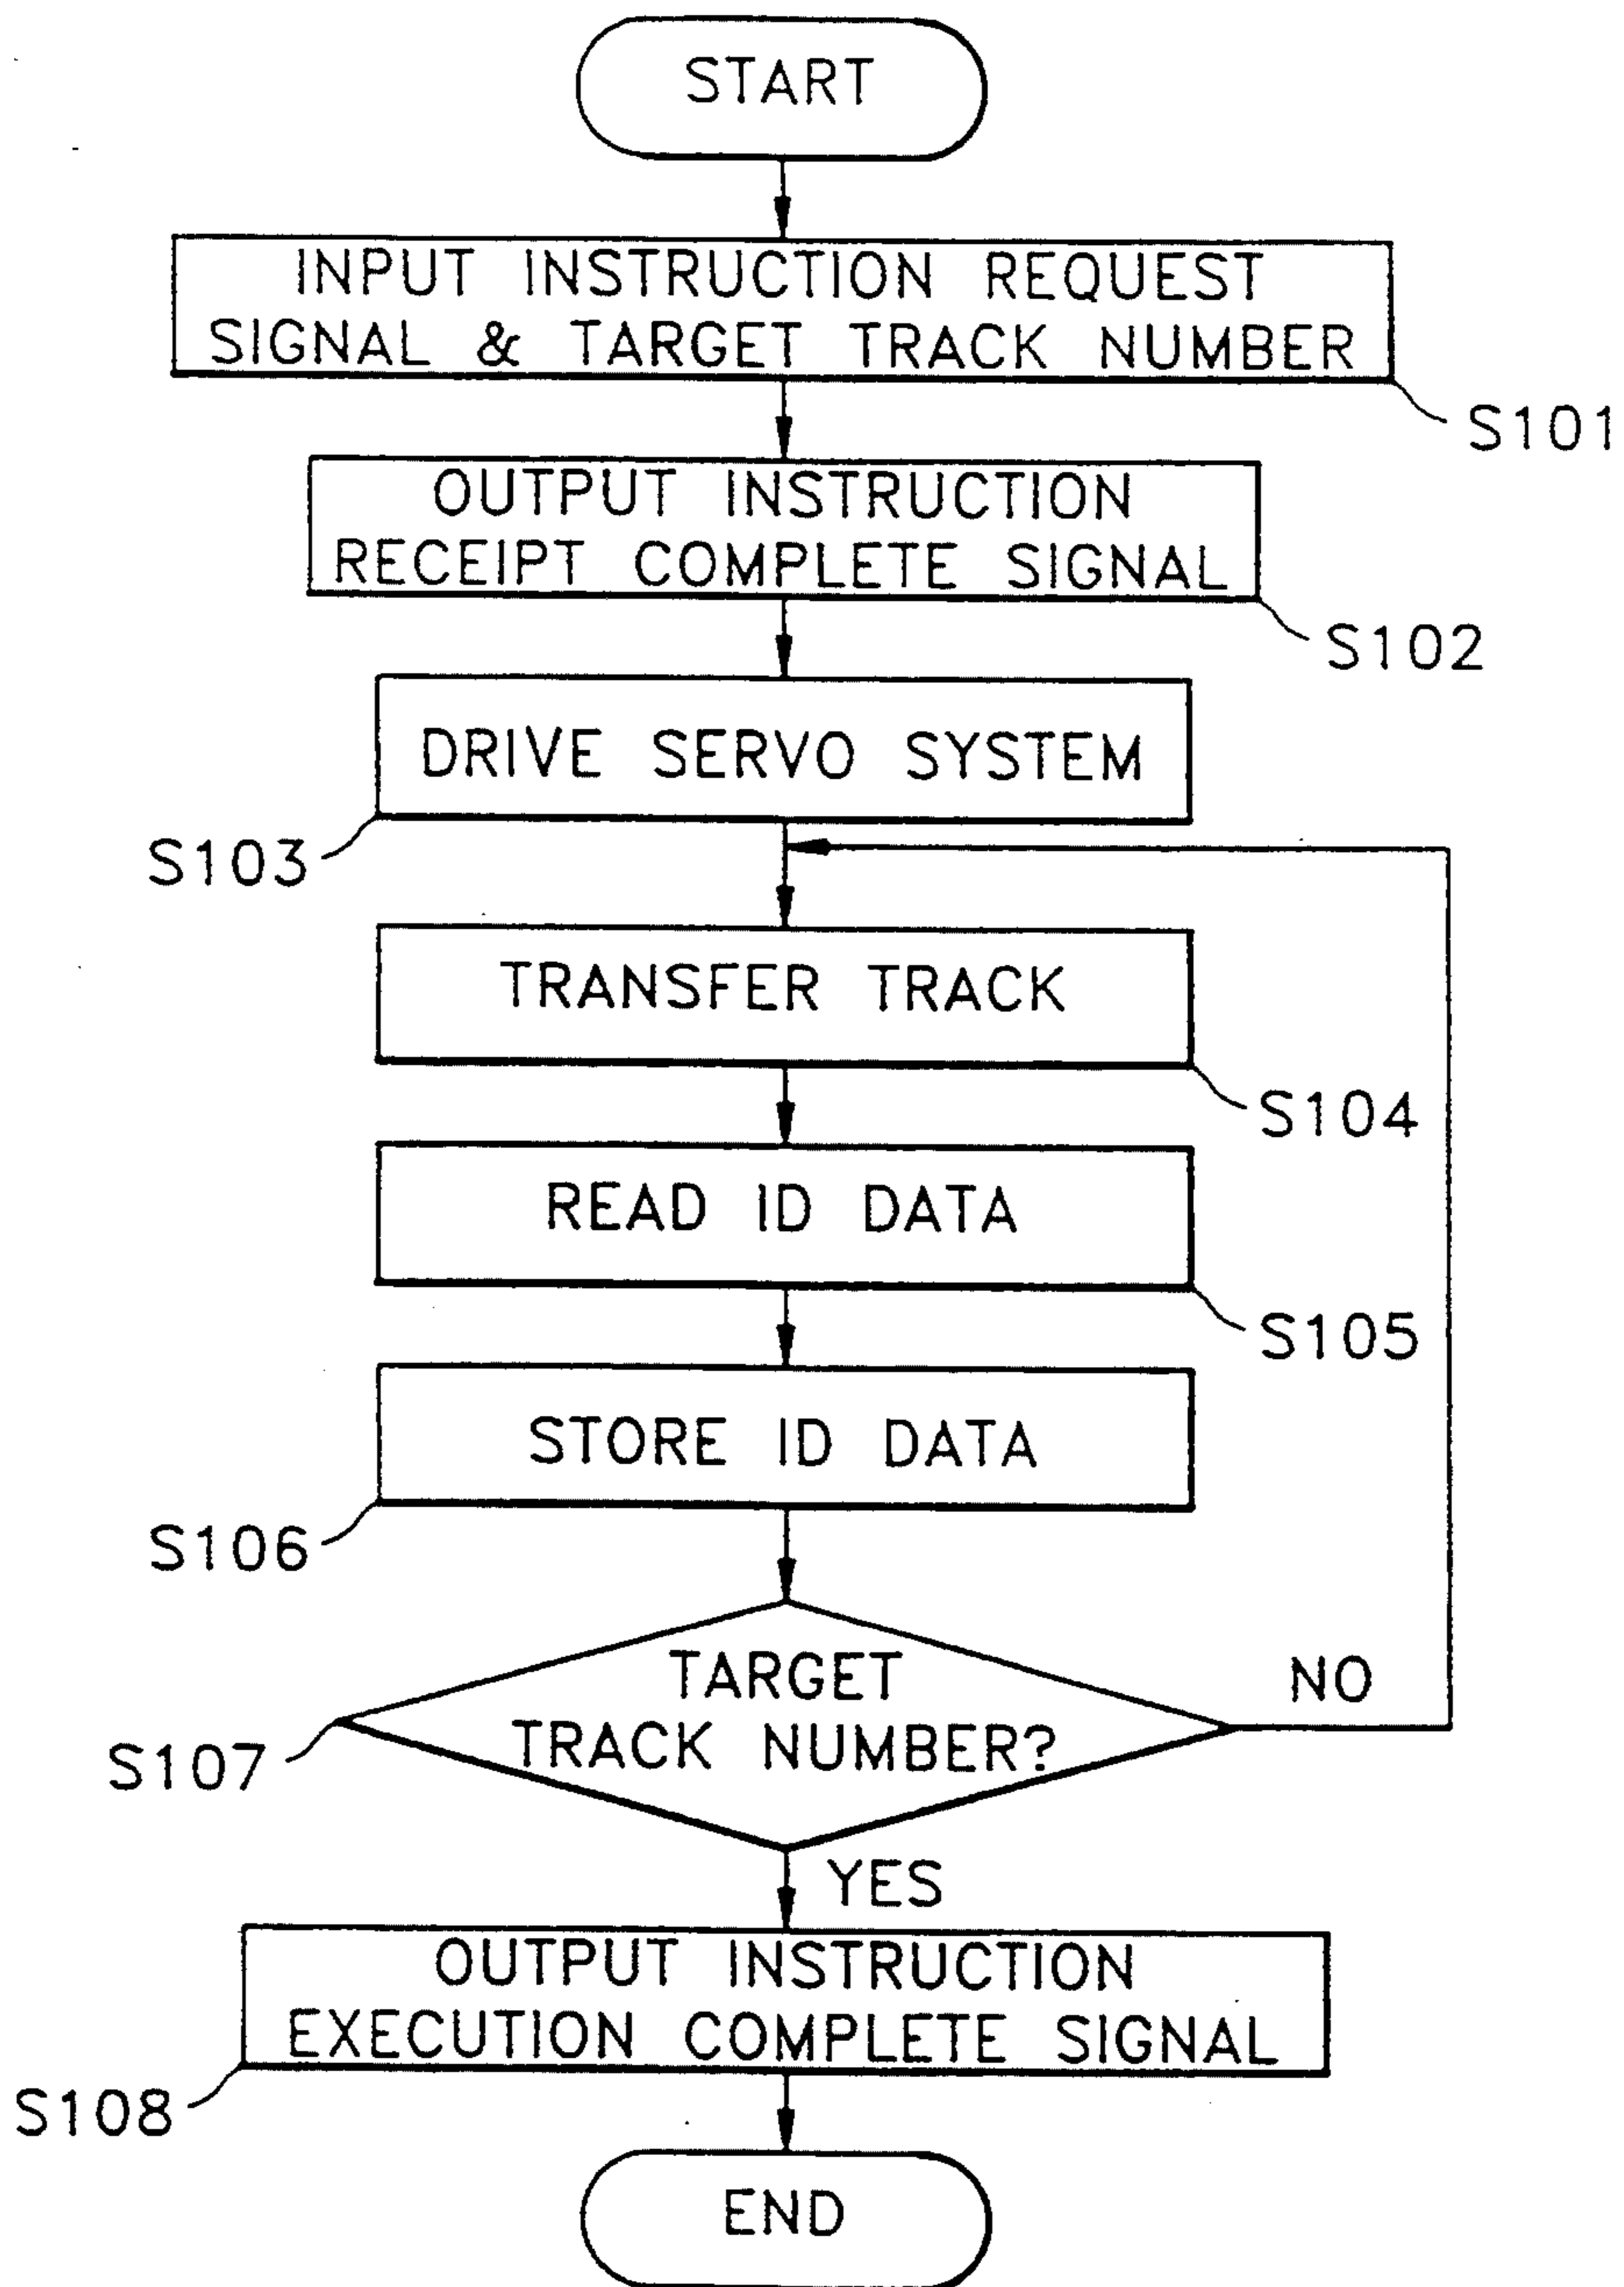 START
INPUT INSTRUCTION REQUEST
SIGNAL & TARGET TRACK NUMBER
S101
OUTPUT INSTRUCTION
RECEIPT COMPLETE SIGNAL
S102
DRIVE SERVO SYSTEM
S103
TRANSFER TRACK
S104
READ ID DATA
S105
STORE ID DATA
S106
TARGET
TRACK NUMBER?
NO
S107
YES
OUTPUT INSTRUCTION
EXECUTION COMPLETE SIGNAL
S108
END